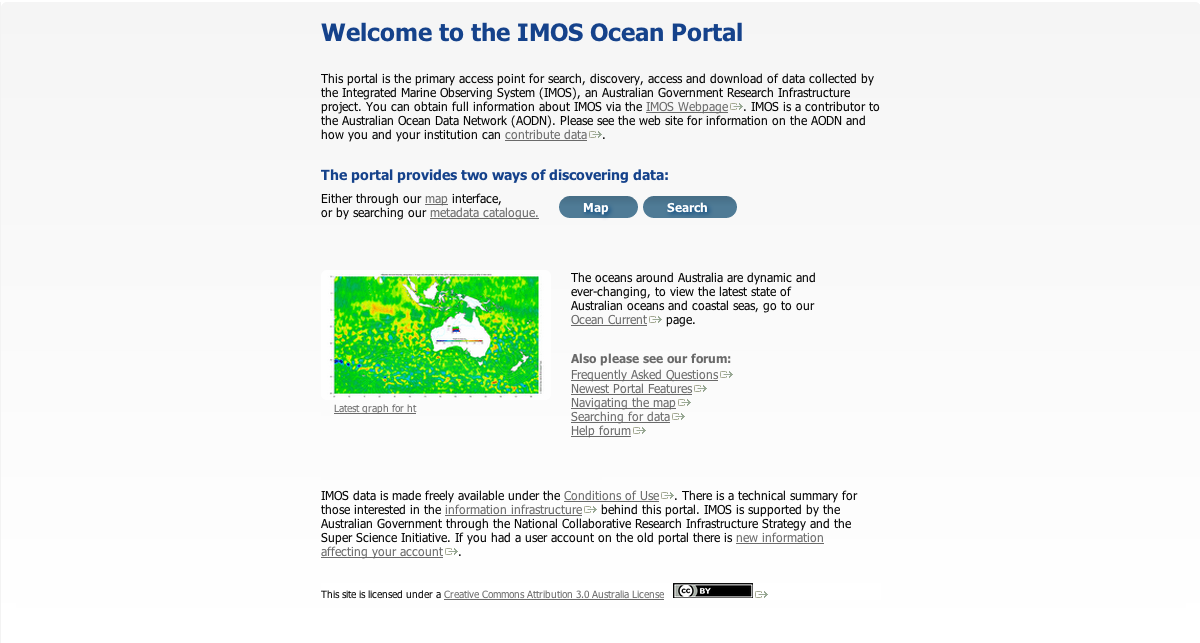 Welcome to the IMOS Ocean Portal
This portal is the primary access point for search, discovery, access and download of data collected by
the Integrated Marine Observing System (IMOS), an Australian Government Research Infrastructure
project. You can obtain full information about IMOS via the IMOS Webpage. IMOS is a contributor to
the Australian Ocean Data Network (AODN). Please see the web site for information on the AODN and
how you and your institution can contribute data.
The portal provides two ways of discovering data:
Either through our map interface,
or by searching our metadata catalogue.
Map
Search
The oceans around Australia are dynamic and
ever-changing, to view the latest state of
Australian oceans and coastal seas, go to our
Ocean Current page.
Latest graph for ht
Also please see our forum:
Frequently Asked Questions
Newest Portal Features
Navigating the map
Searching for data
Help forum
IMOS data is made freely available under the Conditions of Use. There is a technical summary for
those interested in the information infrastructure behind this portal. IMOS is supported by the
Australian Government through the National Collaborative Research Infrastructure Strategy and the
Super Science Initiative. If you had a user account on the old portal there is new information
affecting your account.
This site is licensed under a Creative Commons Attribution 3.0 Australia License
cc BY